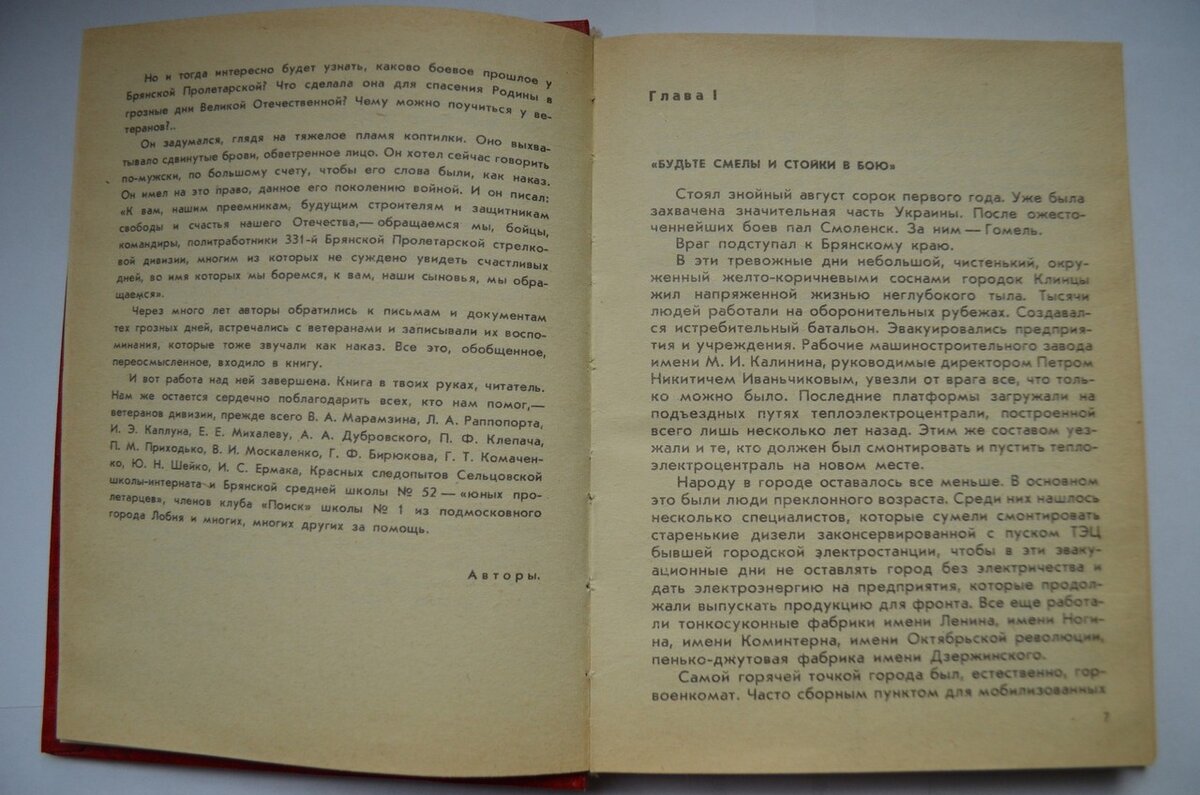 Но и тогда интересно будет узнать, каково боевое прошлое у
Брянской Пролетарской? Что сделала она для спасения Родины в
грозные дни Великой Отечественной? Чему можно поучиться у ве-
теранов?..
Он задумался, глядя на тяжелое пламя коптилки. Оно выхва-
тывало сдвинутые брови, обветренное лицо. Он хотел сейчас говорить
по-мужски, по большому счету, чтобы его слова были, как наказ.
Он имел на это право, данное его поколению войной. И он писал:
«К вам, нашим преемникам, будущим строителям и защитникам
свободы и счастья нашего Отечества,— обращаемся мы, бойцы,
командиры, политработники 331-й Брянской Пролетарской стрелко-
вой дивизии, многим из которых не суждено увидеть счастливых
дней, во имя которых мы боремся, к вам, наши сыновья, мы обра-
щаемся».
Через много лет авторы обратились к письмам и документам
тех грозных дней, встречались с ветеранами и записывали их воспо-
минания, которые тоже звучали как наказ. Все это, обобщенное,
переосмысленное, входило в книгу.
И вот работа над ней завершена. Книга в твоих руках, читатель.
Нам же остается сердечно поблагодарить всех, кто нам помог,—
ветеранов дивизии, прежде всего В. А. Марамзина, Л. А. Раппопорта,
И. Э. Каплуна, Е. Е. Михалеву, А. А. Дубровского, П. Ф. Клепача,
П. М. Приходько, В. И. Москаленко, Г. Ф. Бирюкова, Г. Т. Комаче­н-
ко, Ю. Н. Шейко, И. С. Ермака, Красных следопытов Сельцовской
школы-интерната и Брянской средней школы № 52 — «юных про-
летарцев», членов клуба «Поиск» школы № 1 из подмосковного
города Лобня и многих, многих других за помощь.
Авторы.
Глава I
«БУДЬТЕ СМЕЛЫ И СТОЙКИ В БОЮ»
Стоял знойный август сорок первого года. Уже была
захвачена значительная часть Украины. После ожесто-
ченнейших боев пал Смоленск. За ним — Гомель.
Враг подступал к Брянскому краю.
В эти тревожные дни небольшой, чистенький, окру-
женный желто-коричневыми соснами городок Клинцы
жил напряженной жизнью неглубокого тыла. Тысячи
людей работали на оборонительных рубежах. Создавал-
ся истребительный батальон. Эвакуировались предприя-
тия и учреждения. Рабочие машиностроительного завода
имени М. И. Калинина, руководимые директором Петром
Никитичем Иваньчиковым, увезли от врага все, что толь-
ко можно было. Последние платформы загружали на
подъездных путях теплоэлектроцентрали, построенной
всего лишь несколько лет назад. Этим же составом уез-
жали и те, кто должен был смонтировать и пустить тепло-
электроцентраль на новом месте.
Народу в городе оставалось все меньше. В основном
это были люди преклонного возраста. Среди них нашлось
несколько специалистов, которые сумели смонтировать
старенькие дизели законсервированной с пуском ТЭЦ
бывшей городской электростанции, чтобы в эти эваку-
ационные дни не оставлять город без электричества и
дать электроэнергию на предприятия, которые продол-
жали выпускать продукцию для фронта. Все еще работа-
ли тонкосуконные фабрики имени Ленина, имени Ноги-
на, имени Коминтерна, имени Октябрьской революции,
пенько-джутовая фабрика имени Дзержинского.
Самой горячей точкой города был, естественно, гор-
военкомат. Часто сборным пунктом для мобилизованных
7